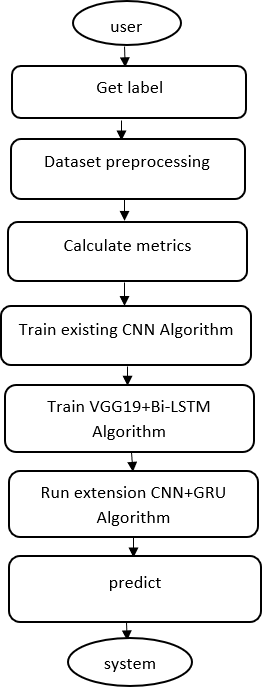 user
Get label
Dataset preprocessing
Calculate metrics
Train existing CNN Algorithm
Train VGG19+Bi-LSTM
Algorithm
Run extension CNN+GRU
Algorithm
predict
system